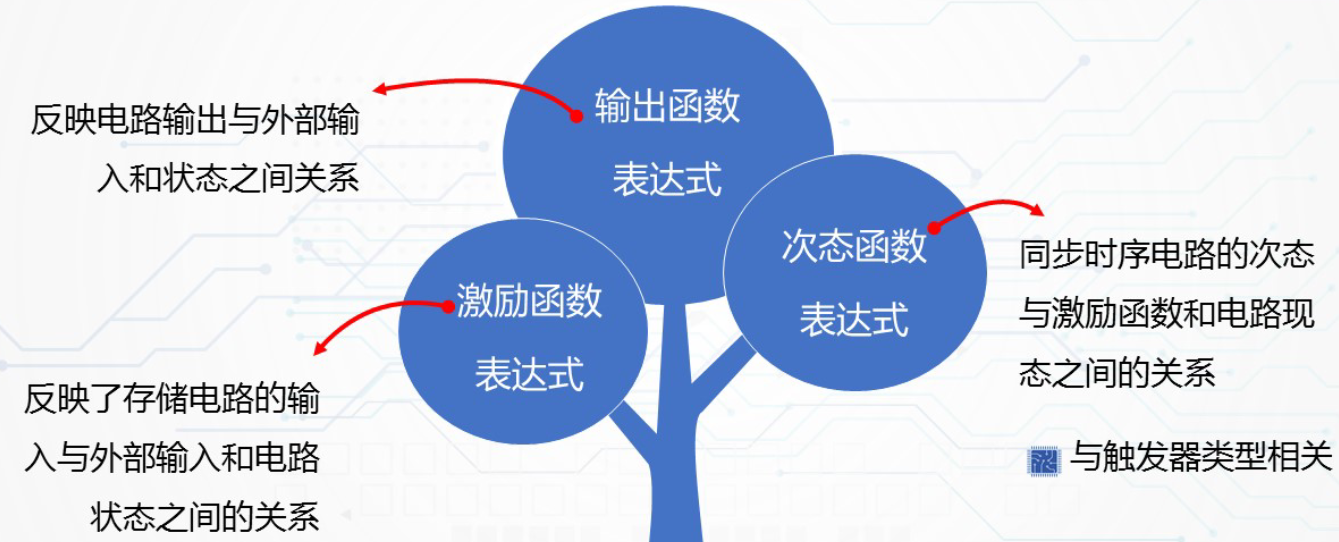 输出函数
表达式
反映电路输出与外部输
入和状态之间关系
次态函数
表达式
同步时序电路的次态
与激励函数和电路现
态之间的关系
与触发器类型相关
激励函数
表达式
反映了存储电路的输
入与外部输入和电路
状态之间的关系